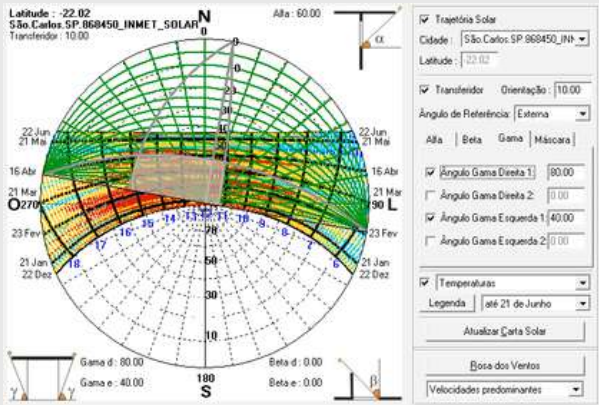 Latitude : -22.02
São.Carlos.SP.868450_INMET_SOLAR
Transferidor : 10.00
Alfa : 60.00
N
0
α
22 Jun
21 Mai
16 Abr
21 Mar
O
270
23 Fev
21 Jan
22 Dez
22 Jun
21 Mai
16 Abr
21 Mar
90 L
23 Fev
21 Jan
22 Dez
18
17
16
15
14
13
12
11
10
9
8
7
6
70
50
30
10
180
S
Gama d : 80.00
Gama e : 40.00
γ
γ
Beta d : 0.00
Beta e : 0.00
β
Trajetória Solar
Cidade : São.Carlos.SP.868450_INM
Latitude : -22.02
Transferidor Orientação : 10.00
Ângulo de Referência: Externa
Alfa Beta Gama Máscara
Ângulo Gama Direita 1: 80.00
Ângulo Gama Direita 2: 0.00
Ângulo Gama Esquerda 1: 40.00
Ângulo Gama Esquerda 2: 0.00
Temperaturas
Legenda até 21 de Junho
Atualizar Carta Solar
Rosa dos Ventos
Velocidades predominantes